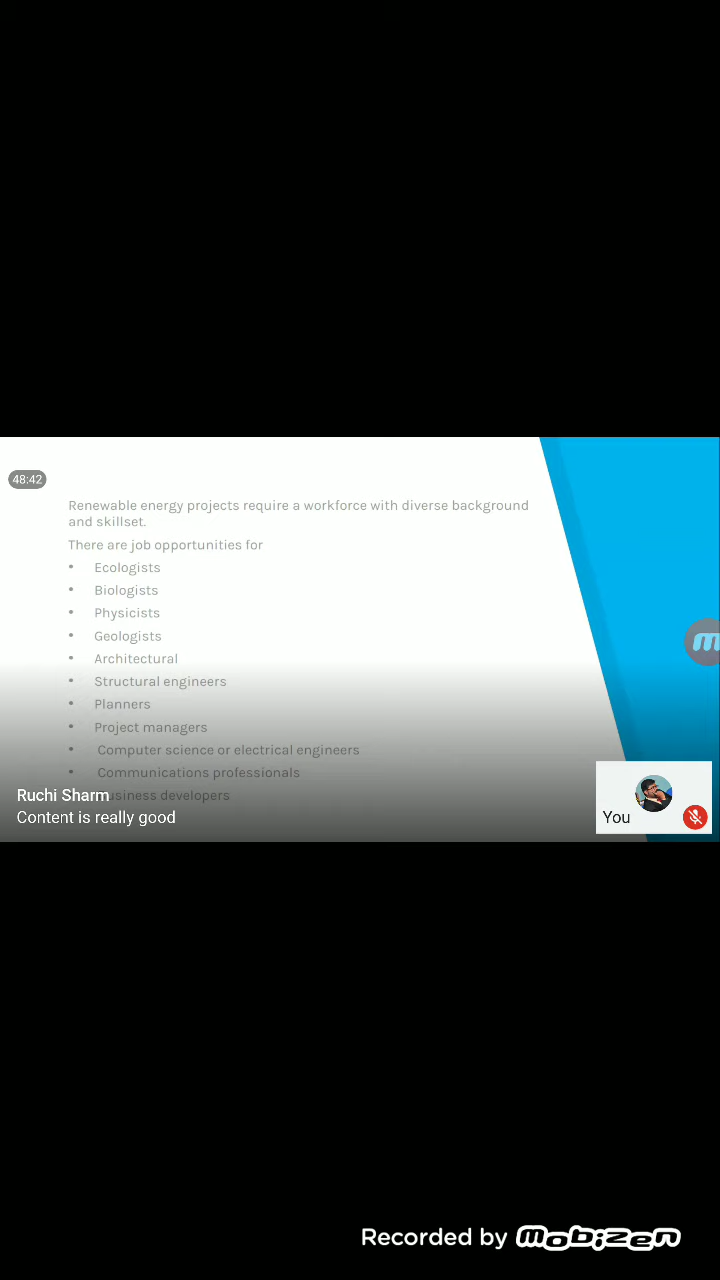 48:42
Renewable energy projects require a workforce with diverse background
and skillset.
There are job opportunities for
• Ecologists
• Biologists
• Physicists
• Geologists
• Architectural
• Structural engineers
• Planners
• Project managers
• Computer science or electrical engineers
• Communications professionals
Business developers
Ruchi Sharm
Content is really good
You
m
Recorded by mobizen